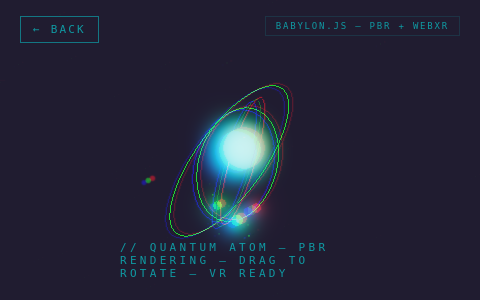 ← BACK
BABYLON.JS — PBR + WEBXR
// QUANTUM ATOM — PBR
RENDERING — DRAG TO
ROTATE — VR READY